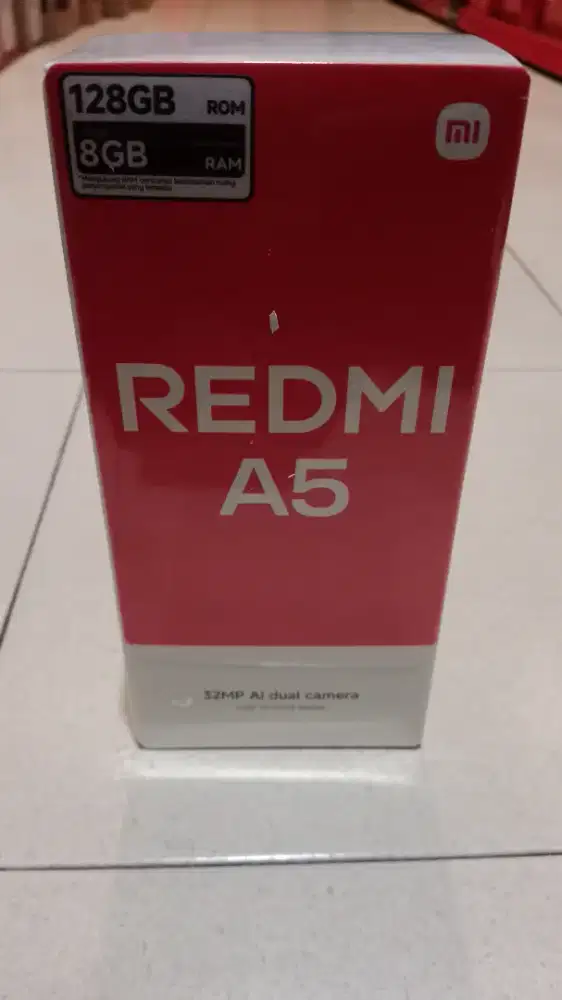 128GB ROM
8GB RAM
mi
REDMI
A5
32MP AI dual camera